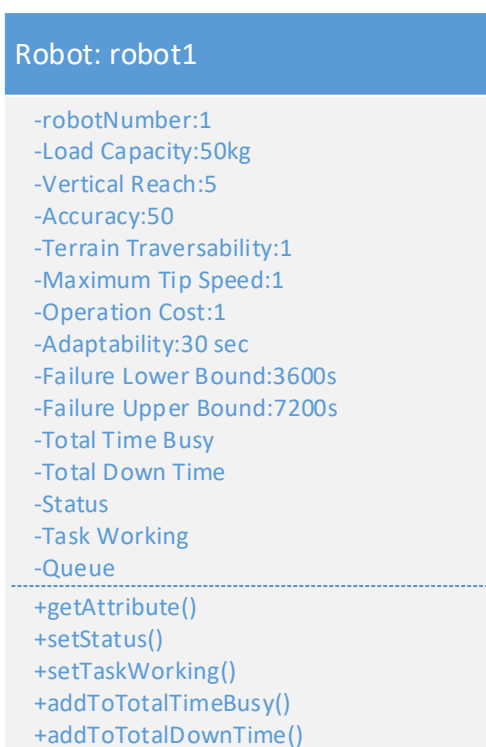 Robot: robot1
-robotNumber:1
-Load Capacity:50kg
-Vertical Reach:5
-Accuracy:50
-Terrain Traversability:1
-Maximum Tip Speed:1
-Operation Cost:1
-Adaptability:30 sec
-Failure Lower Bound:3600s
-Failure Upper Bound:7200s
-Total Time Busy
-Total Down Time
-Status
-Task Working
-Queue
+getAttribute()
+setStatus()
+setTaskWorking()
+addToTotalTimeBusy()
+addToTotalDownTime()